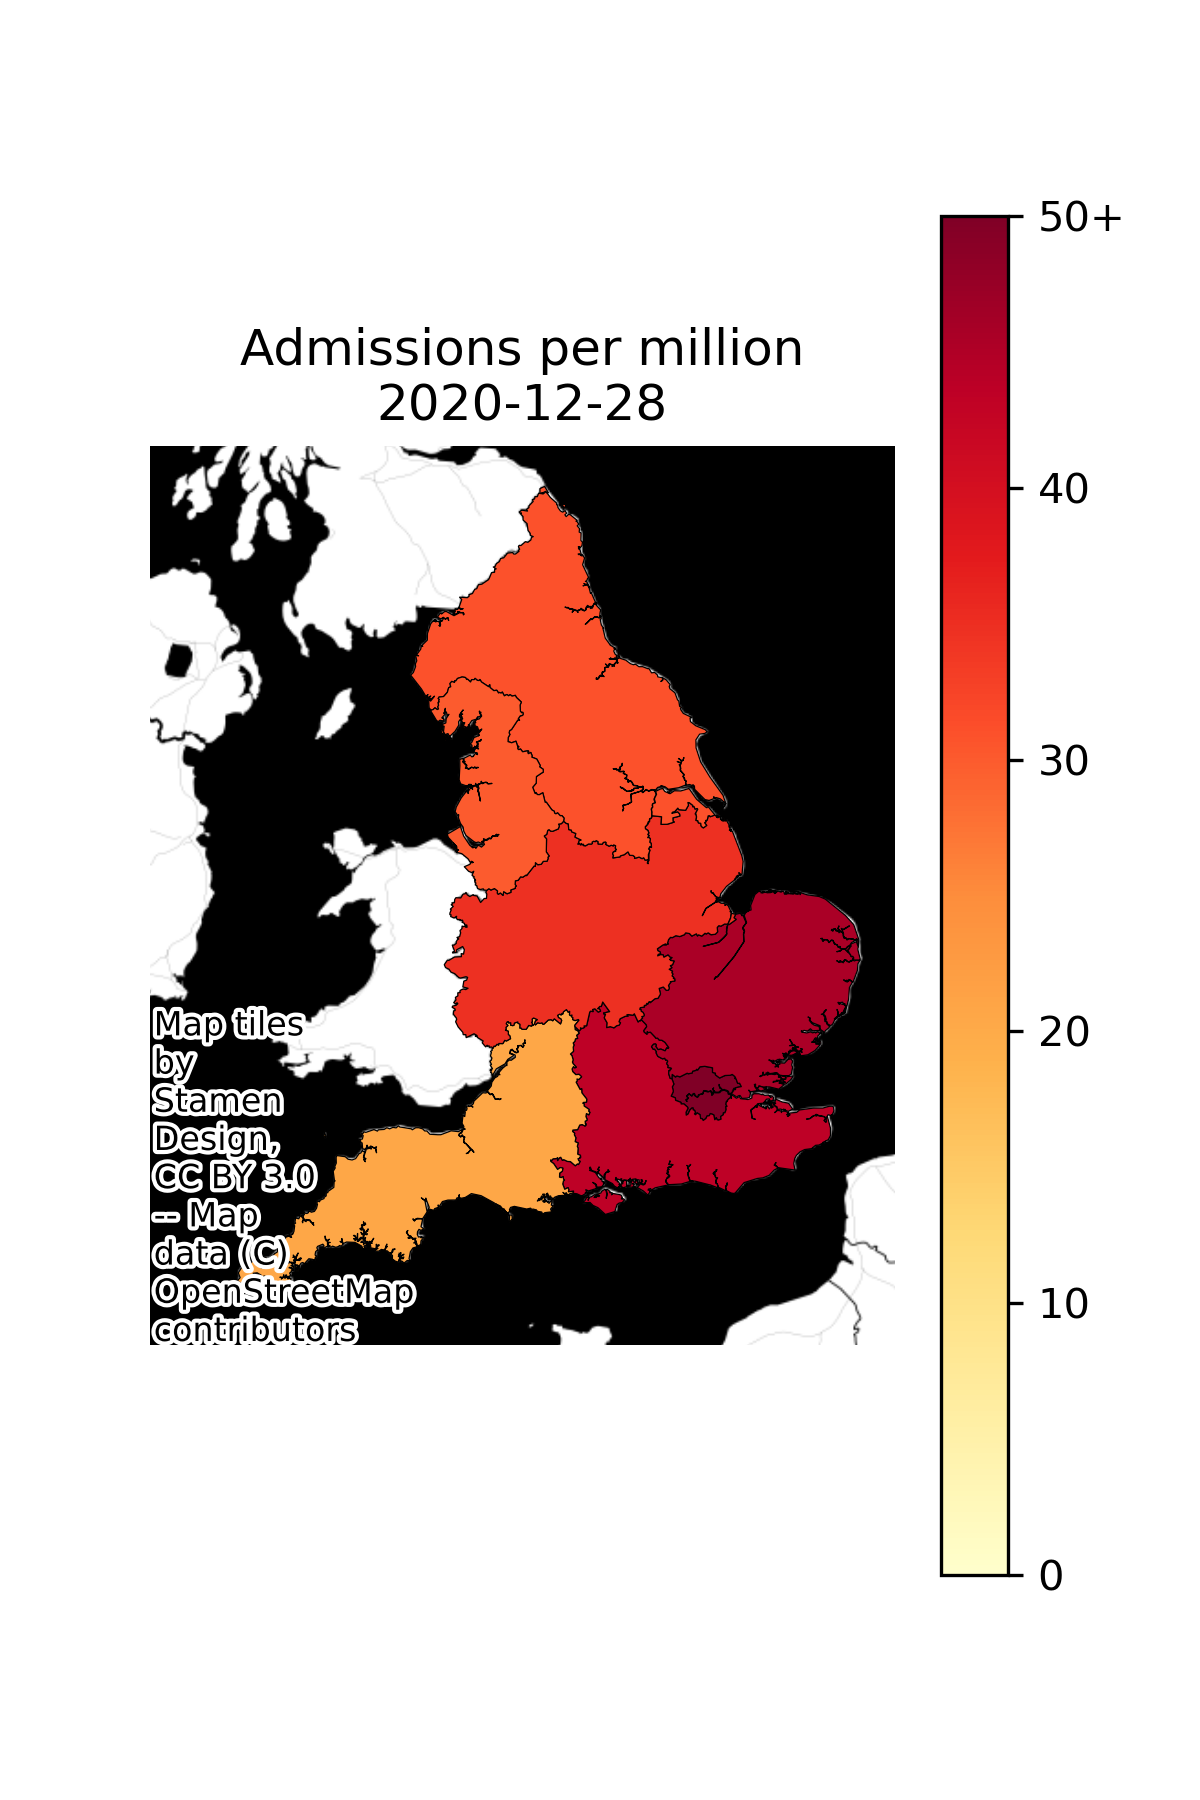 Admissions per million
2020-12-28
50+
40
30
20
10
0
Map tiles
by
Stamen
Design,
CC BY 3.0
-- Map
data (C)
OpenStreetMap
contributors